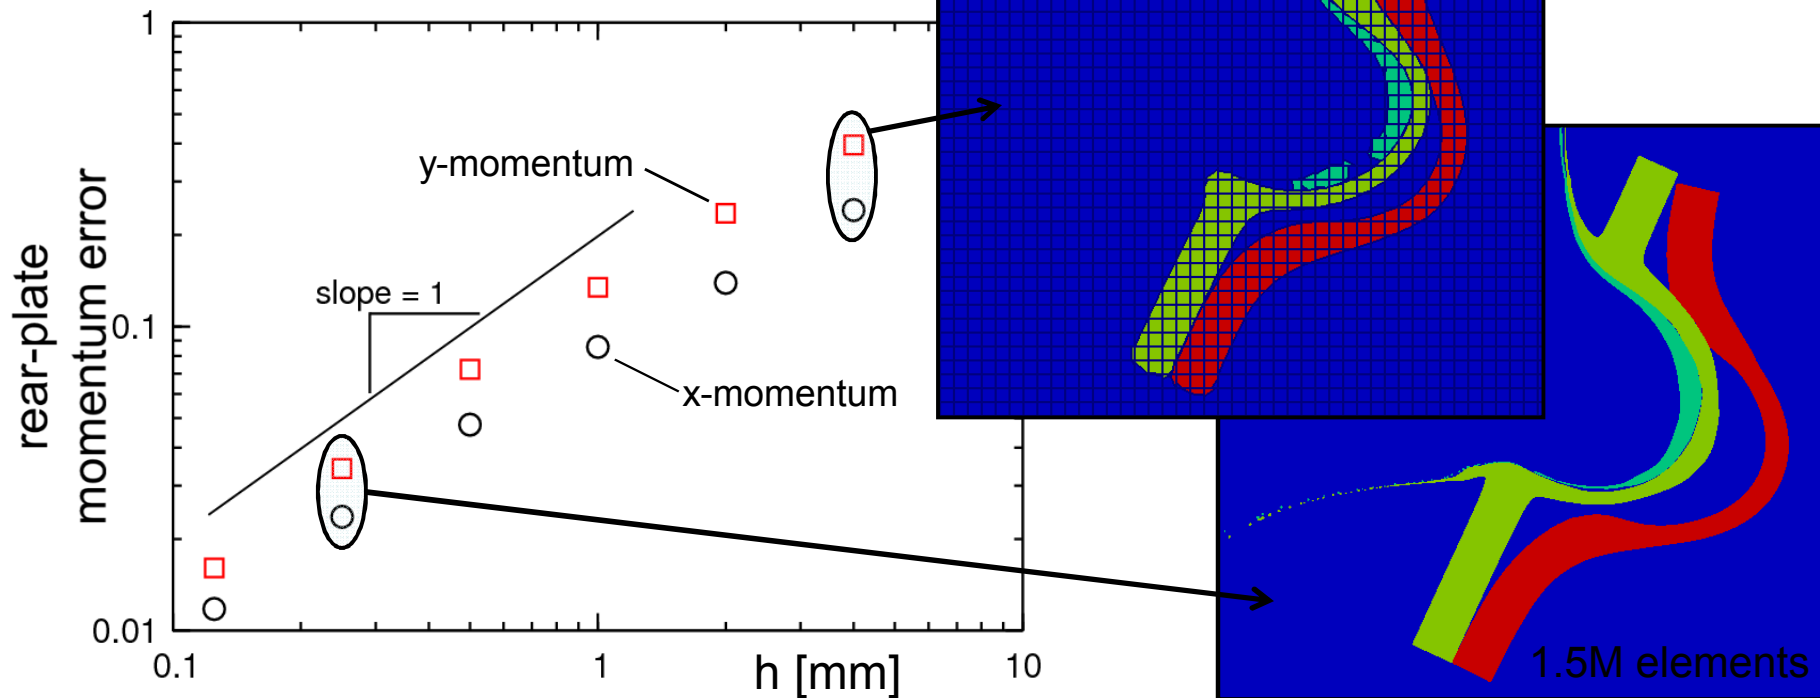 1
0.1
0.01
rear-plate
momentum error
y-momentum
slope = 1
x-momentum
0.1
1
10
h [mm]
1.5M elements